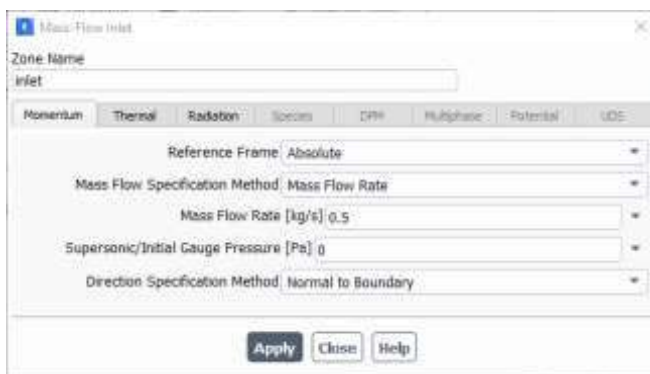 Mass-Flow Inlet
Zone Name
inlet
Momentum Thermal Radiation Species DPM Multiphase Potential UDS
Reference Frame Absolute
Mass Flow Specification Method Mass Flow Rate
Mass Flow Rate [kg/s] 0.5
Supersonic/Initial Gauge Pressure [Pa] 0
Direction Specification Method Normal to Boundary
Apply Close Help